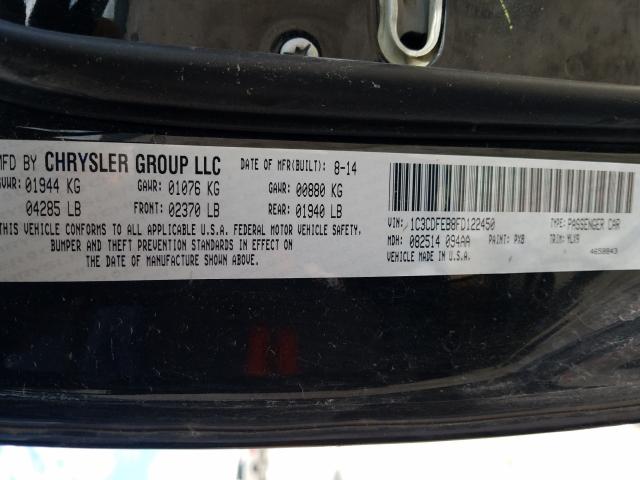 MFD BY CHRYSLER GROUP LLC DATE OF MFR(BUILT): 8-14
GVWR: 01944 KG GAWR: 01076 KG GAWR: 00880 KG
04285 LB FRONT: 02370 LB REAR: 01940 LB
THIS VEHICLE CONFORMS TO ALL APPLICABLE U.S.A. FEDERAL MOTOR VEHICLE SAFETY,
BUMPER AND THEFT PREVENTION STANDARDS IN EFFECT ON
THE DATE OF MANUFACTURE SHOWN ABOVE.
VIN: 1C3CDFEB8FD122450 TYPE: PASSENGER CAR
MDH: 082514 094AA PAINT: PX8 TRIM: MLX9
VEHICLE MADE IN U.S.A.